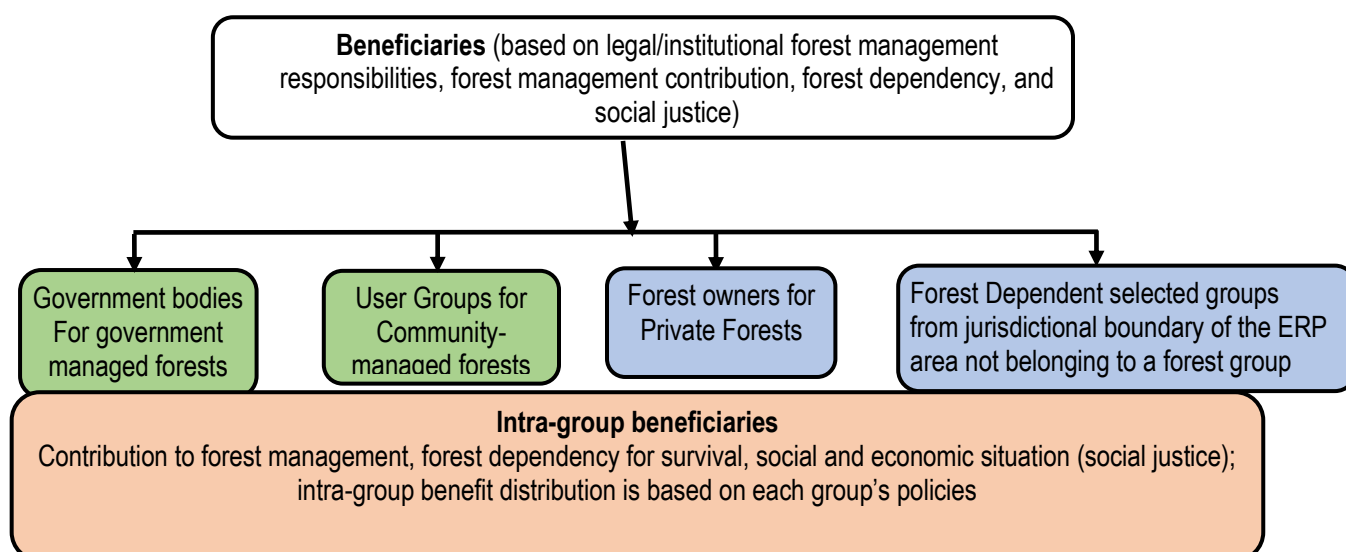 Beneficiaries (based on legal/institutional forest management
responsibilities, forest management contribution, forest dependency, and
social justice)
Government bodies
For government
managed forests
User Groups for
Community-
managed forests
Forest owners for
Private Forests
Forest Dependent selected groups
from jurisdictional boundary of the ERP
area not belonging to a forest group
Intra-group beneficiaries
Contribution to forest management, forest dependency for survival, social and economic situation (social justice);
intra-group benefit distribution is based on each group’s policies